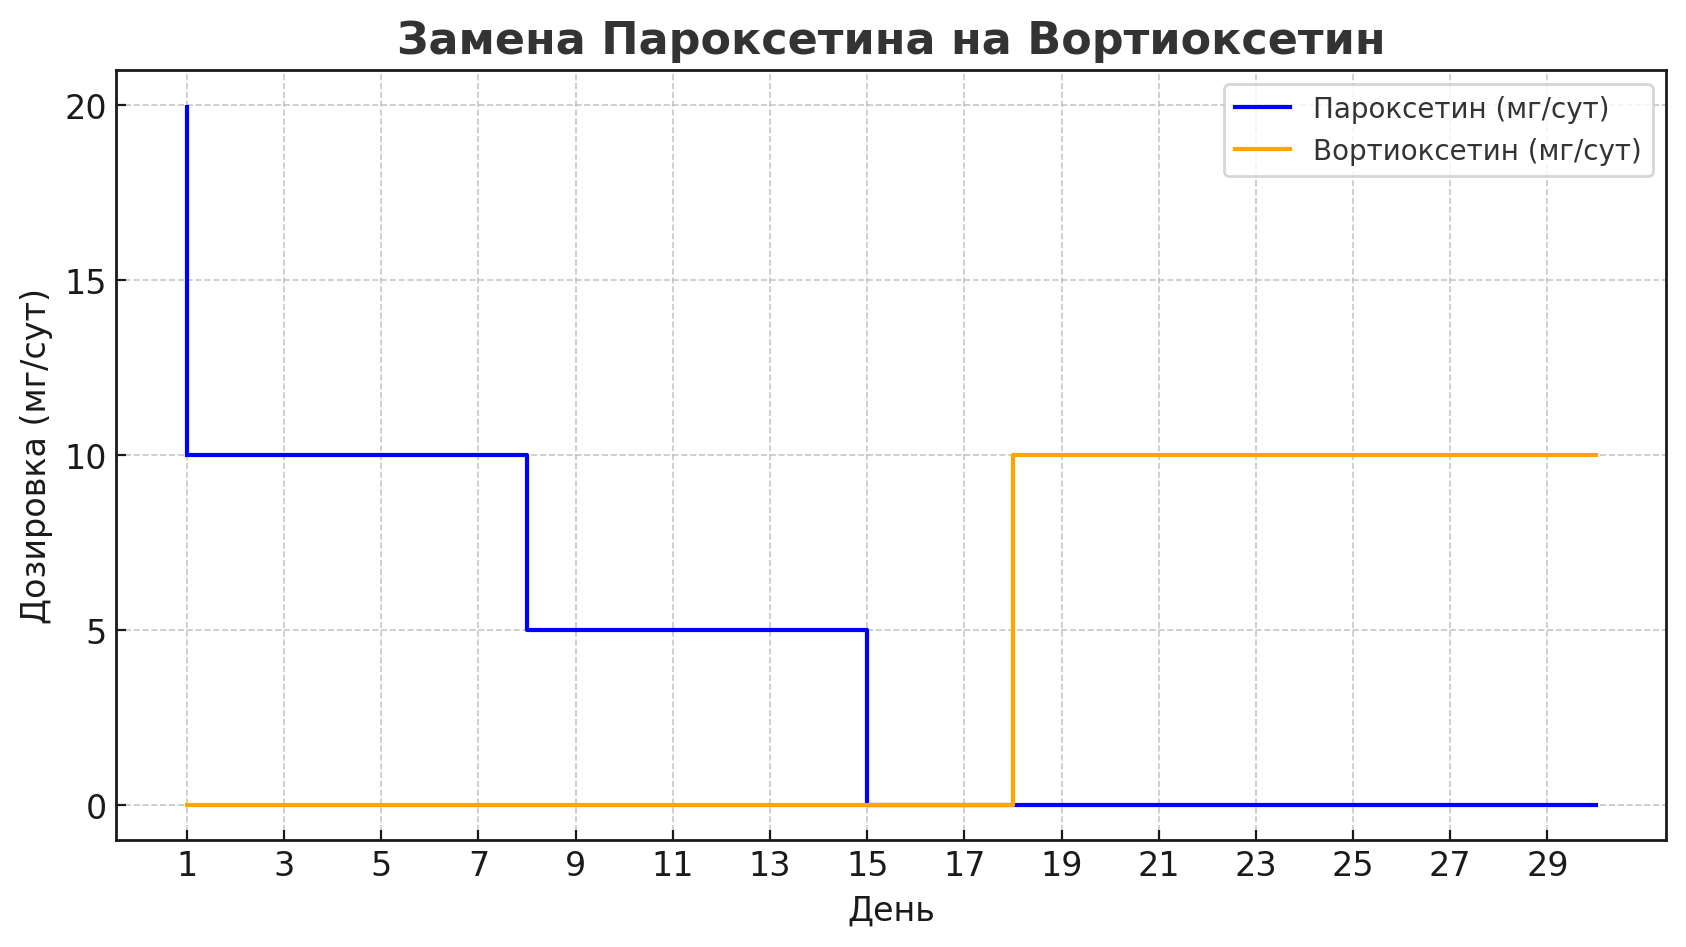 Замена Пароксетина на Вортиоксетин
Пароксетин (мг/сут)
Вортиоксетин (мг/сут)
Дозировка (мг/сут)
20
15
10
5
0
1 3 5 7 9 11 13 15 17 19 21 23 25 27 29
День